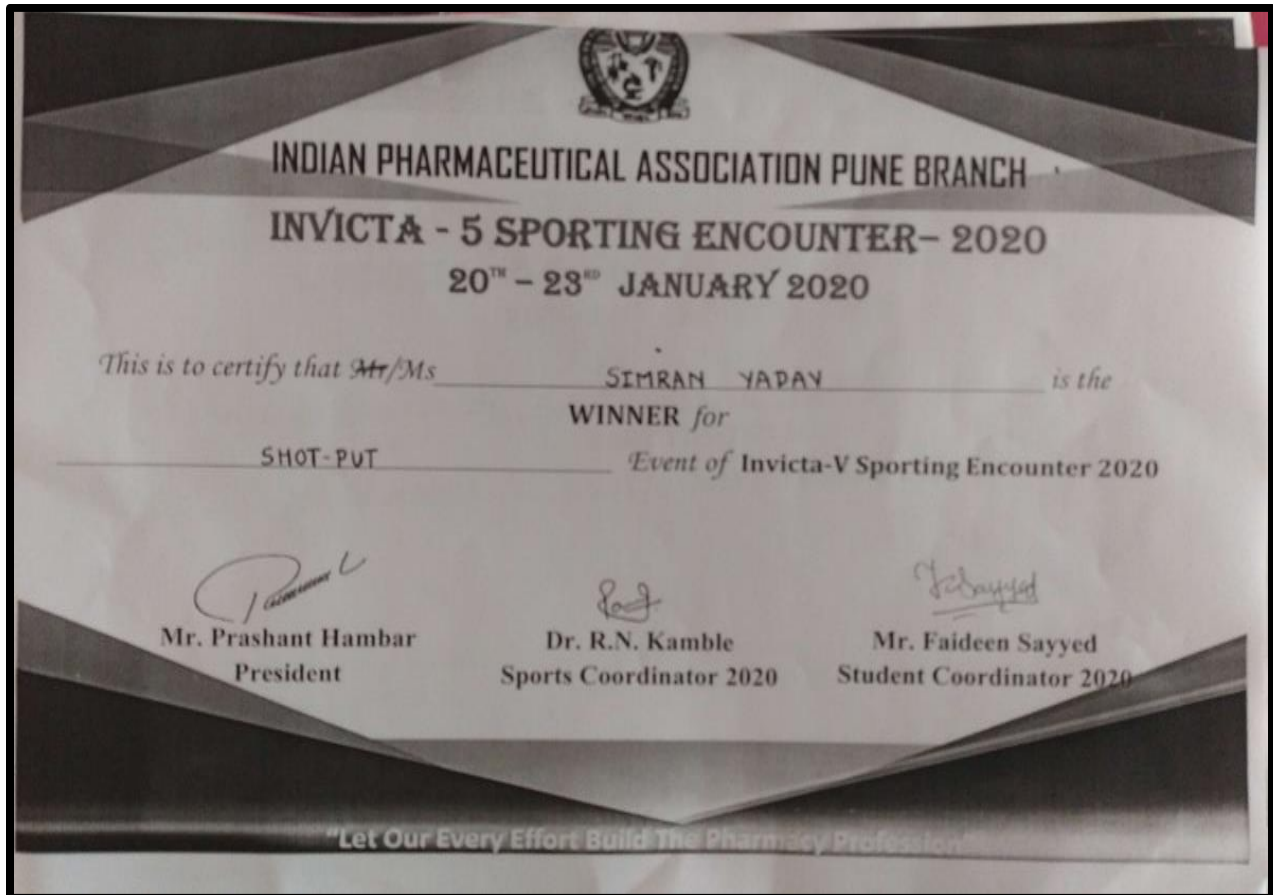 INDIAN PHARMACEUTICAL ASSOCIATION PUNE BRANCH
INVICTA - 5 SPORTING ENCOUNTER– 2020
20TH – 23RD JANUARY 2020
This is to certify that Mr/Ms SIMRAN YADAV is the
WINNER for
SHOT-PUT Event of Invicta-V Sporting Encounter 2020
Mr. Prashant Hambar
President
Dr. R.N. Kamble
Sports Coordinator 2020
Mr. Faideen Sayyed
Student Coordinator 2020
"Let Our Every Effort Build The Pharmacy Profession"